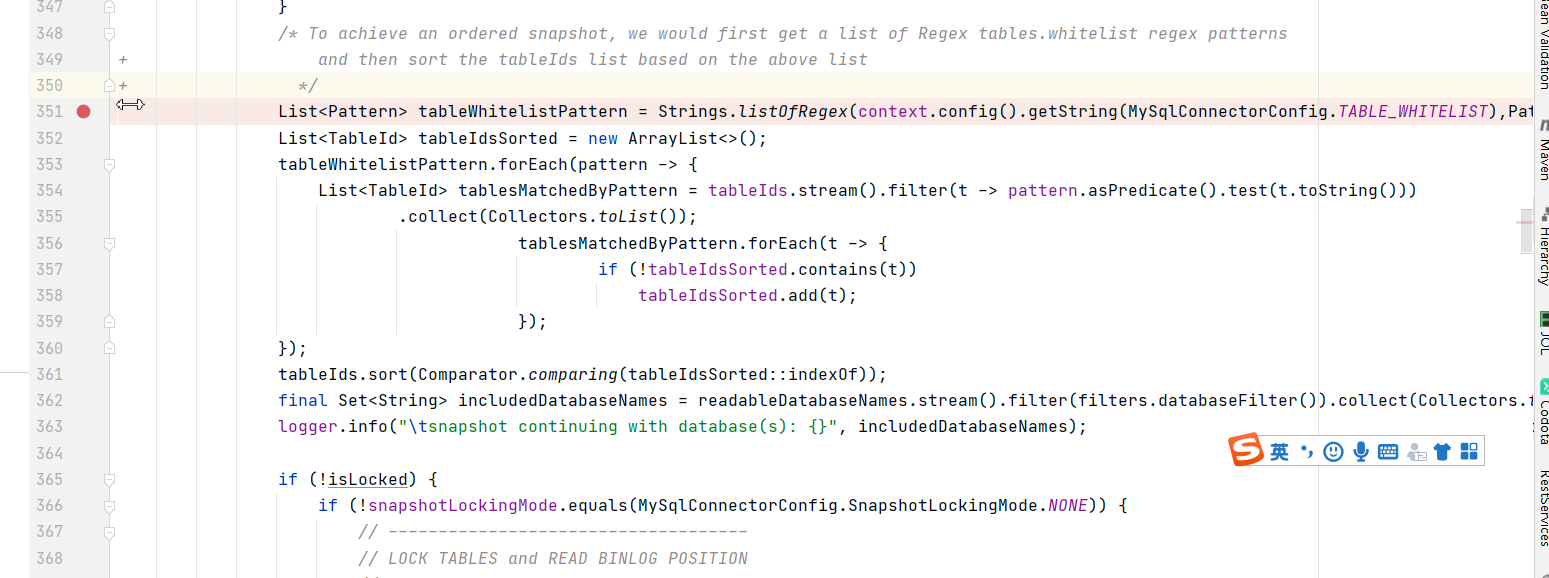 347 }
348 /* To achieve an ordered snapshot, we would first get a list of Regex tables.whitelist regex patterns
349 + and then sort the tableIds list based on the above list
350 + */
351 List<Pattern> tableWhitelistPattern = Strings.listOfRegex(context.config().getString(MySqlConnectorConfig.TABLE_WHITELIST),Pat
352 List<TableId> tableIdsSorted = new ArrayList<>();
353 tableWhitelistPattern.forEach(pattern -> {
354 List<TableId> tablesMatchedByPattern = tableIds.stream().filter(t -> pattern.asPredicate().test(t.toString()))
355 .collect(Collectors.toList());
356 tablesMatchedByPattern.forEach(t -> {
357 if (!tableIdsSorted.contains(t))
358 tableIdsSorted.add(t);
359 });
360 });
361 tableIds.sort(Comparator.comparing(tableIdsSorted::indexOf));
362 final Set<String> includedDatabaseNames = readableDatabaseNames.stream().filter(filters.databaseFilter()).collect(Collectors.t
363 logger.info("\tsnapshot continuing with database(s): {}", includedDatabaseNames);
364
365 if (!isLocked) {
366 if (!snapshotLockingMode.equals(MySqlConnectorConfig.SnapshotLockingMode.NONE)) {
367 // ------------------------------------
368 // LOCK TABLES and READ BINLOG POSITION
英
Bean Validation
Maven
Hierarchy
JOL
Codota
RestServices